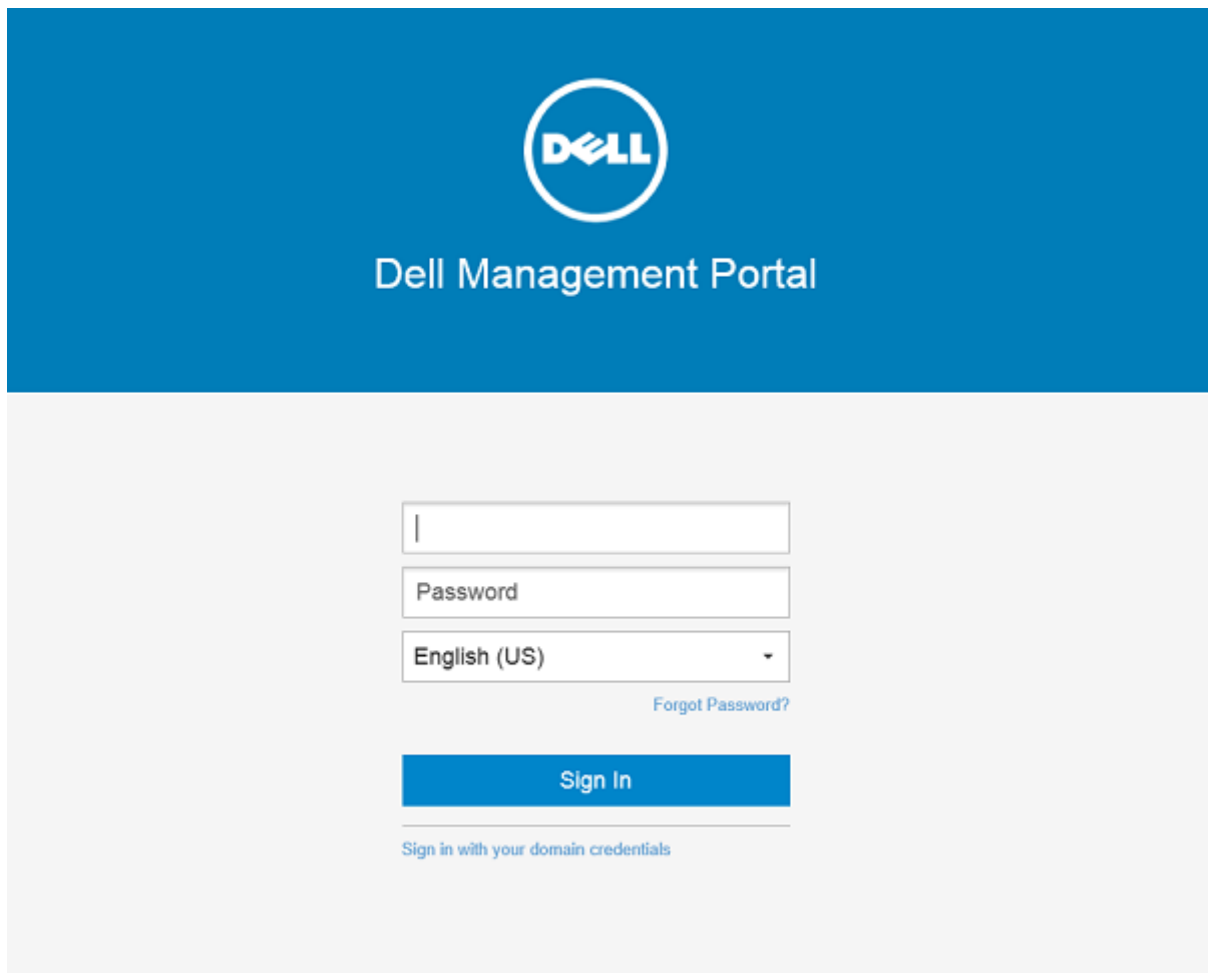 DELL
Dell Management Portal
Password
English (US)
Forgot Password?
Sign In
Sign in with your domain credentials